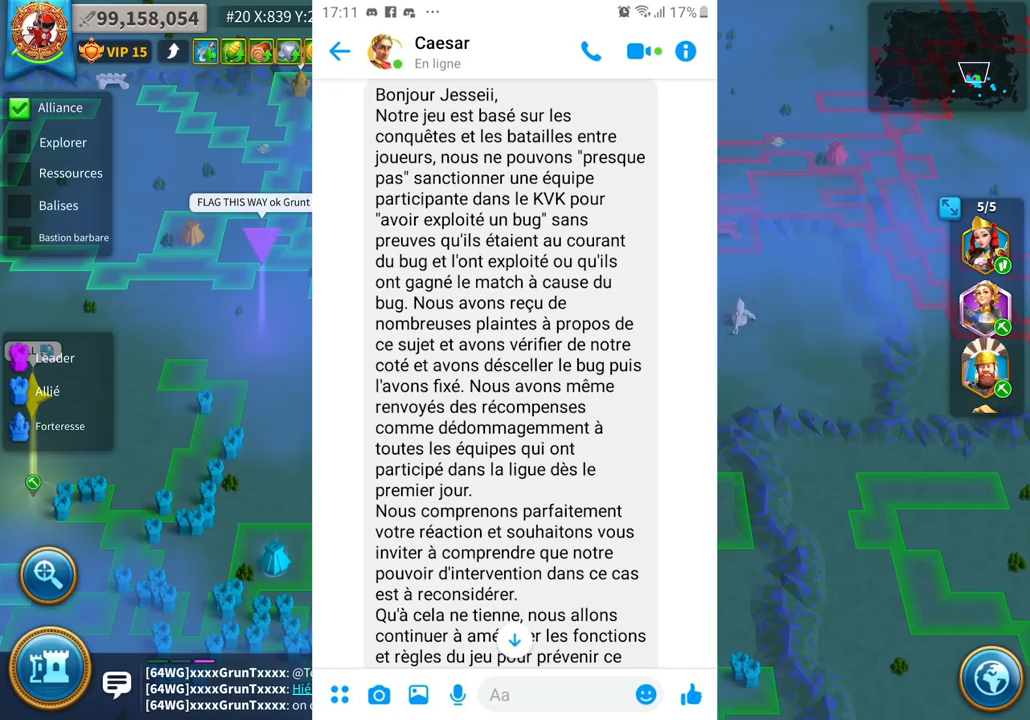 99,158,054
#20 X:839 Y:2
VIP 15
Alliance
Explorer
Ressources
Balises
Bastion barbare
FLAG THIS WAY ok Grunt
Leader
Allié
Forteresse
[64WG]xxxxGrunTxxxx:
[64WG]xxxxGrunTxxxx: Hié
[64WG]xxxxGrunTxxxx: on
17:11
17%
Caesar
En ligne
Bonjour Jesseii,
Notre jeu est basé sur les
conquêtes et les batailles entre
joueurs, nous ne pouvons "presque
pas" sanctionner une équipe
participante dans le KVK pour
"avoir exploité un bug" sans
preuves qu'ils étaient au courant
du bug et l'ont exploité ou qu'ils
ont gagné le match à cause du
bug. Nous avons reçu de
nombreuses plaintes à propos de
ce sujet et avons vérifier de notre
coté et avons désceller le bug puis
l'avons fixé. Nous avons même
renvoyés des récompenses
comme dédommagemment à
toutes les équipes qui ont
participé dans la ligue dès le
premier jour.
Nous comprenons parfaitement
votre réaction et souhaitons vous
inviter à comprendre que notre
pouvoir d'intervention dans ce cas
est à reconsidérer.
Qu'à cela ne tienne, nous allons
continuer à les fonctions
et règles du jeu pour prévenir ce
Aa
5/5